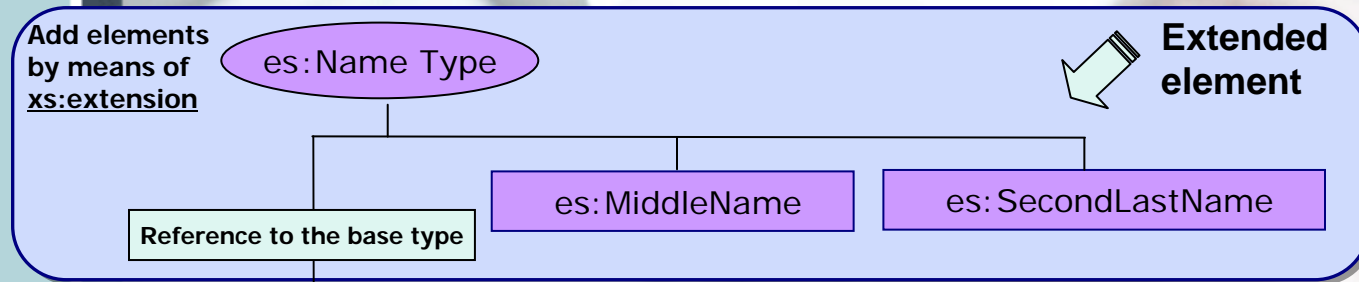 Add elements
by means of
xs:extension
es:Name Type
Extended
element
es:MiddleName
es:SecondLastName
Reference to the base type